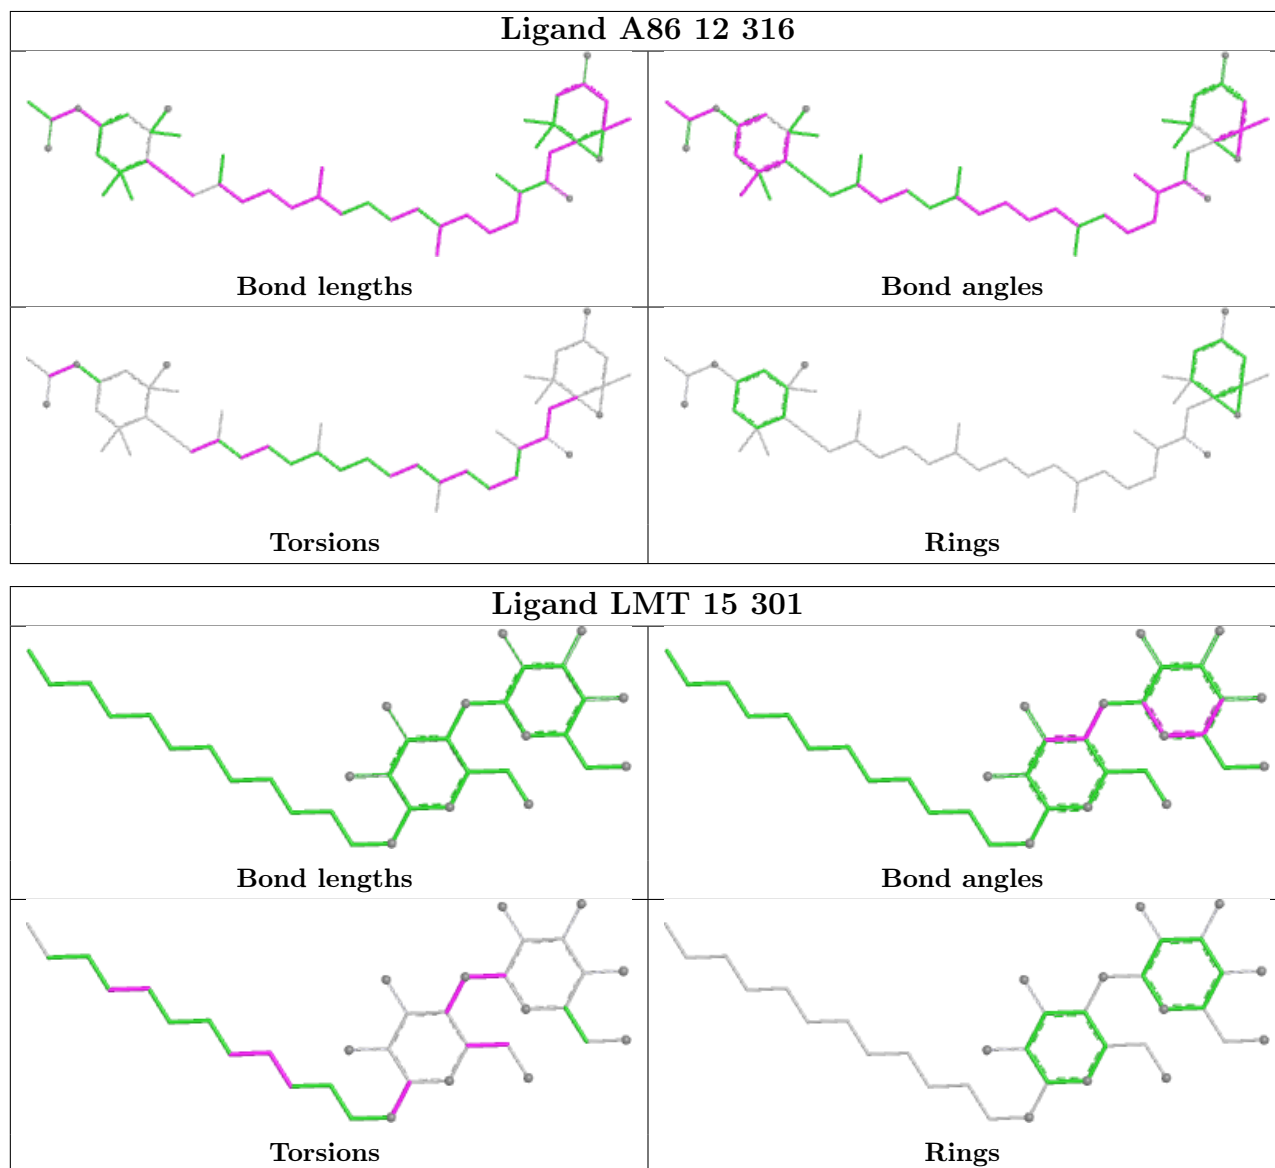 Ligand A86 12 316
Bond lengths
Bond angles
Torsions
Rings
Ligand LMT 15 301
Bond lengths
Bond angles
Torsions
Rings